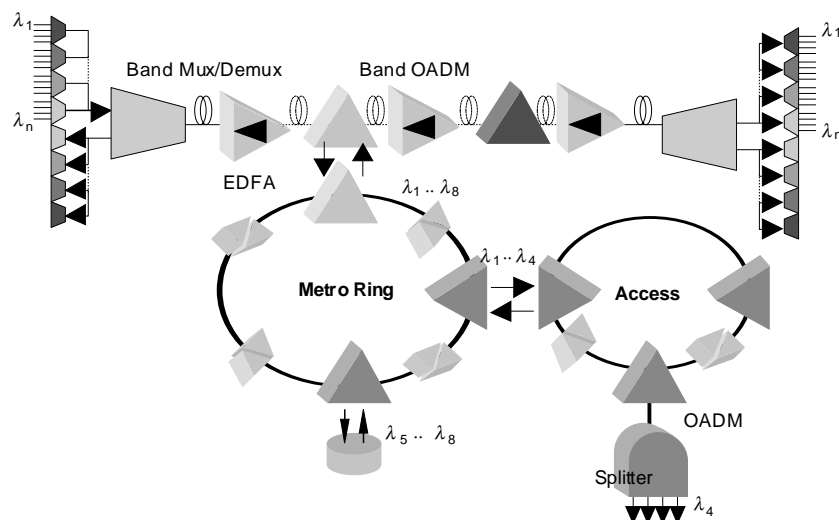 λ1
λ1
Band Mux/Demux
Band OADM
λn
λr
EDFA
λ1 .. λ8
λ1 .. λ4
Metro Ring
Access
λ5 .. λ8
OADM
Splitter
λ4